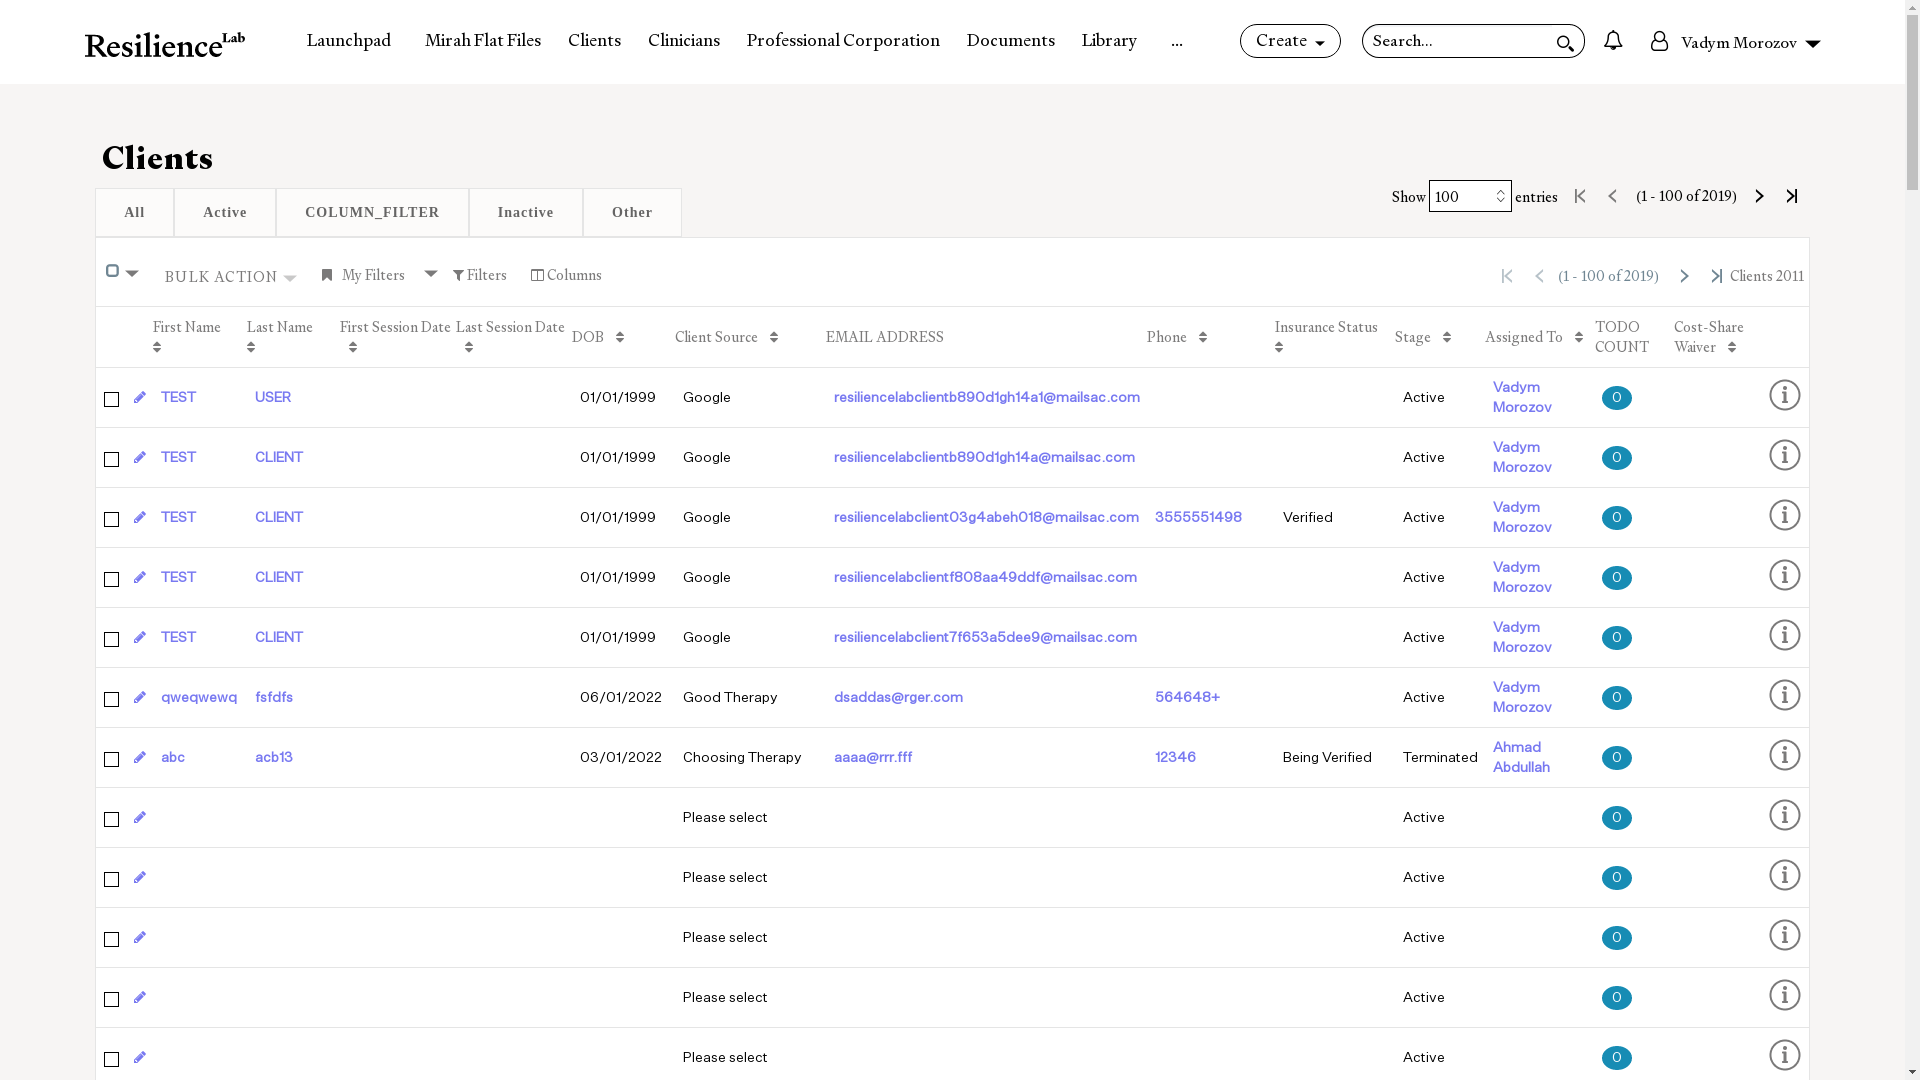 ResilienceLab Launchpad Mirah Flat Files Clients Clinicians Professional Corporation Documents Library ... Create Search... Vadym Morozov
Clients
All Active COLUMN_FILTER Inactive Other
Show 100 entries (1 - 100 of 2019)
BULK ACTION My Filters Filters Columns (1 - 100 of 2019) Clients 2011
First Name Last Name First Session Date Last Session Date DOB Client Source EMAIL ADDRESS Phone Insurance Status Stage Assigned To TODO COUNT Cost-Share Waiver
TEST USER 01/01/1999 Google resiliencelabclientb890d1gh14a1@mailsac.com Active Vadym Morozov 0
TEST CLIENT 01/01/1999 Google resiliencelabclientb890d1gh14a@mailsac.com Active Vadym Morozov 0
TEST CLIENT 01/01/1999 Google resiliencelabclient03g4abeh018@mailsac.com 3555551498 Verified Active Vadym Morozov 0
TEST CLIENT 01/01/1999 Google resiliencelabclientf808aa49ddf@mailsac.com Active Vadym Morozov 0
TEST CLIENT 01/01/1999 Google resiliencelabclient7f653a5dee9@mailsac.com Active Vadym Morozov 0
qweqwewq fsfdfs 06/01/2022 Good Therapy dsaddas@rger.com 564648+ Active Vadym Morozov 0
abc acb13 03/01/2022 Choosing Therapy aaaa@rrr.fff 12346 Being Verified Terminated Ahmad Abdullah 0
Please select Active 0
Please select Active 0
Please select Active 0
Please select Active 0
Please select Active 0